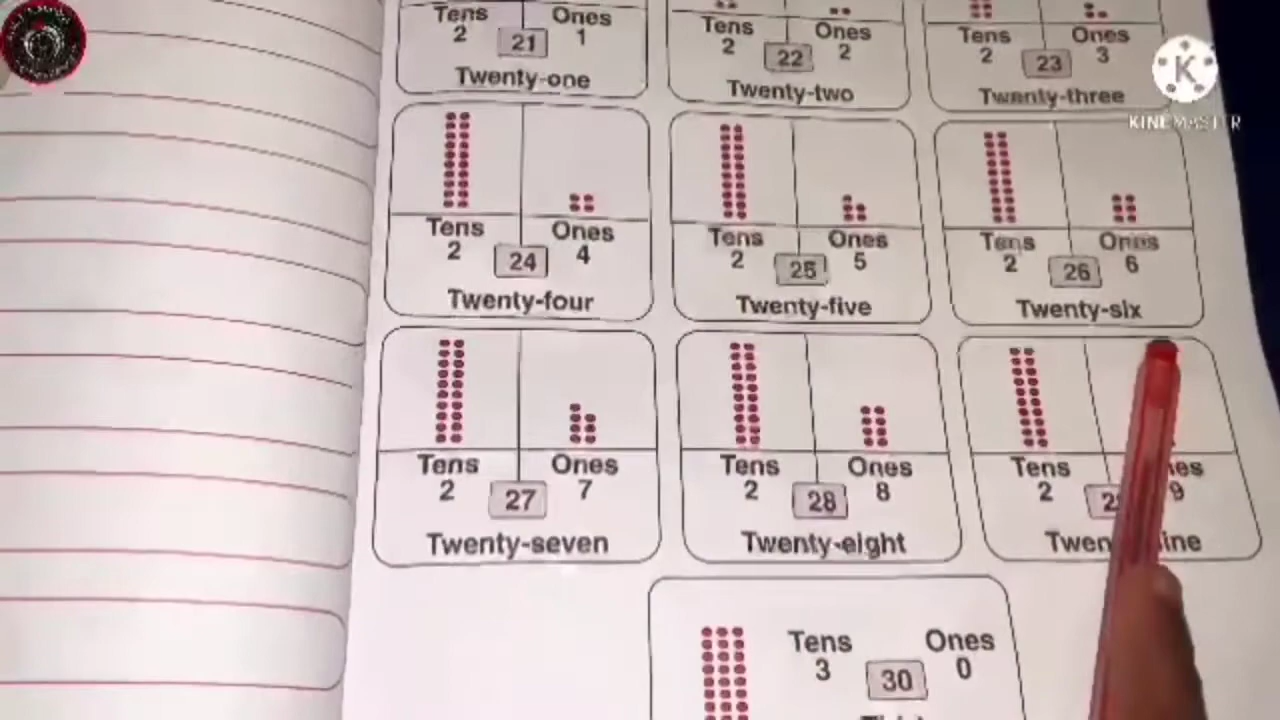 Tens Ones
2 21 1
Twenty-one
Tens Ones
2 22 2
Twenty-two
Tens Ones
2 23 3
Twenty-three
KINEMASTER
Tens Ones
2 24 4
Twenty-four
Tens Ones
2 25 5
Twenty-five
Tens Ones
2 26 6
Twenty-six
Tens Ones
2 27 7
Twenty-seven
Tens Ones
2 28 8
Twenty-eight
Tens
2 9
Tens Ones
3 30 0